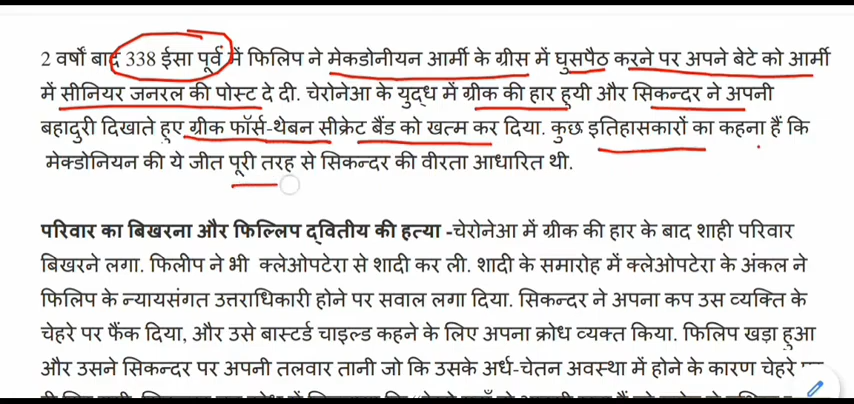 2 वर्षों बाद 338 ईसा पूर्व में फिलिप ने मेकडोनीयन आर्मी के ग्रीस में घुसपैठ करने पर अपने बेटे को आर्मी
में सीनियर जनरल की पोस्ट दे दी. चेरोनेआ के युद्ध में ग्रीक की हार हुयी और सिकन्दर ने अपनी
बहादुरी दिखाते हुए ग्रीक फॉर्स-थेबन सीक्रेट बैंड को खत्म कर दिया. कुछ इतिहासकारों का कहना हैं कि
मेक्डोनियन की ये जीत पूरी तरह से सिकन्दर की वीरता आधारित थी.
परिवार का बिखरना और फिल्लिप द्वितीय की हत्या -चेरोनेआ में ग्रीक की हार के बाद शाही परिवार
बिखरने लगा. फिलीप ने भी क्लेओपटेरा से शादी कर ली. शादी के समारोह में क्लेओपटेरा के अंकल ने
फिलिप के न्यायसंगत उत्तराधिकारी होने पर सवाल लगा दिया. सिकन्दर ने अपना कप उस व्यक्ति के
चेहरे पर फैंक दिया, और उसे बास्टर्ड चाइल्ड कहने के लिए अपना क्रोध व्यक्त किया. फिलिप खड़ा हुआ
और उसने सिकन्दर पर अपनी तलवार तानी जो कि उसके अर्ध-चेतन अवस्था में होने के कारण चेहरे